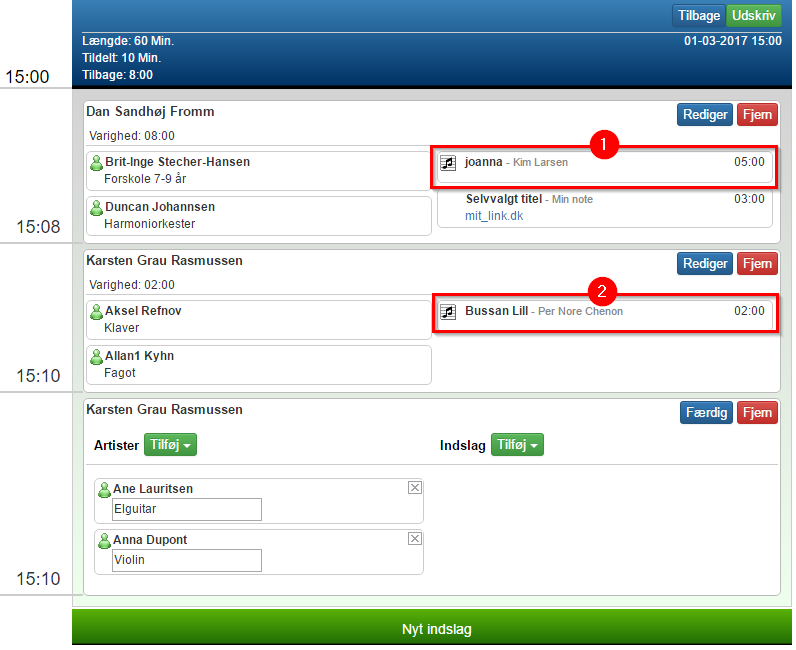 Tilbage Udskriv
Længde: 60 Min. 01-03-2017 15:00
Tildelt: 10 Min.
Tilbage: 8:00
15:00
Dan Sandhøj Fromm Rediger Fjern
Varighed: 08:00
1
Brit-Inge Stecher-Hansen joanna - Kim Larsen 05:00
Forskole 7-9 år
Duncan Johannsen Selvvalgt titel - Min note 03:00
Harmoniorkester mit_link.dk
15:08
Karsten Grau Rasmussen Rediger Fjern
Varighed: 02:00
2
Aksel Refnov Bussan Lill - Per Nore Chenon 02:00
Klaver
Allan1 Kyhn
Fagot
15:10
Karsten Grau Rasmussen Færdig Fjern
Artister Tilføj Indslag Tilføj
Ane Lauritsen
Elguitar
Anna Dupont
Violin
15:10
Nyt indslag